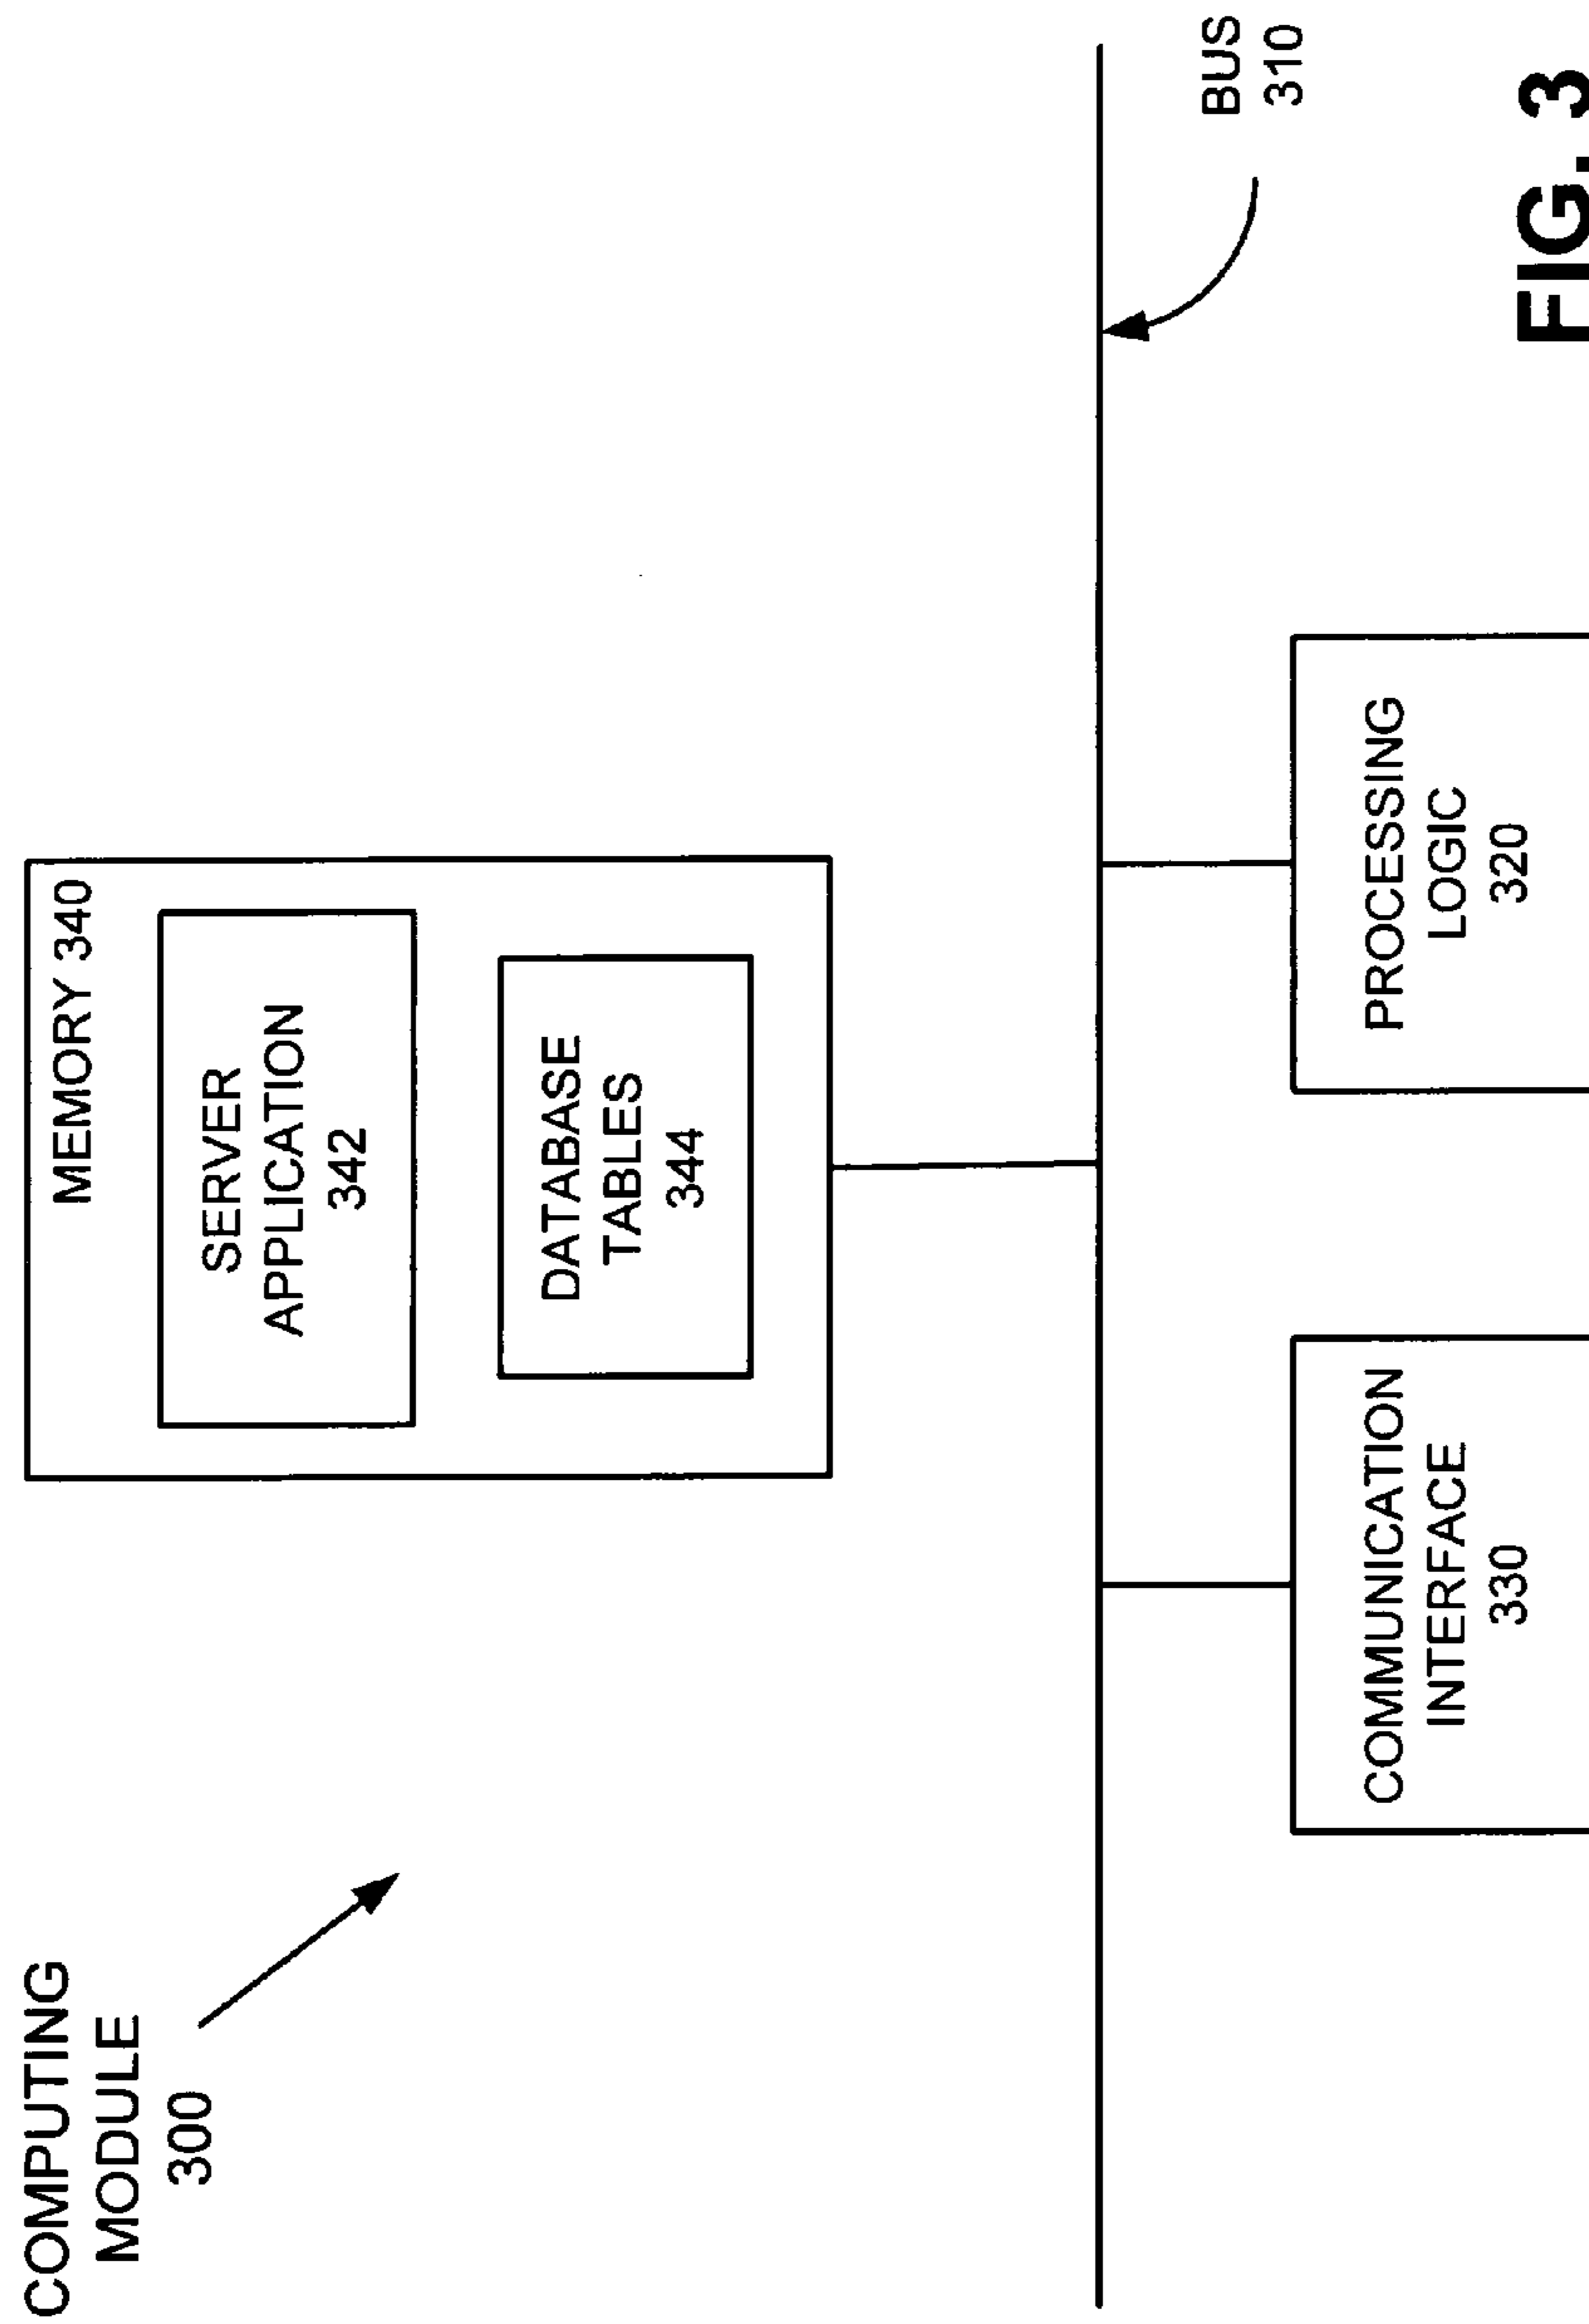 COMPUTING
MODULE
300
MEMORY 340
SERVER
APPLICATION
342
DATABASE
TABLES
344
BUS
310
COMMUNICATION
INTERFACE
330
PROCESSING
LOGIC
320
FIG. 3